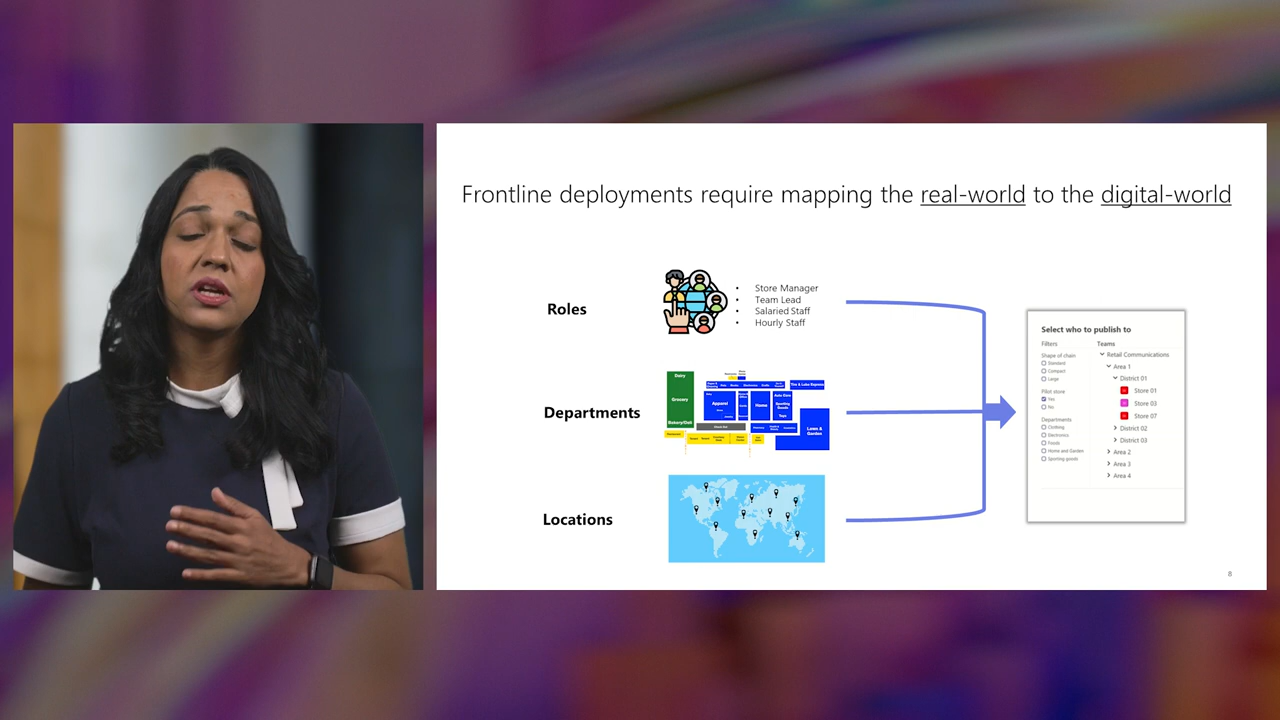 Frontline deployments require mapping the real-world to the digital-world
Roles
• Store Manager
• Team Lead
• Salaried Staff
• Hourly Staff
Departments
Dairy
Grocery
Bakery/Deli
Apparel
Home
Auto Care
Sporting Goods
Toys
Tire & Lube Express
Lawn & Garden
Locations
Select who to publish to
Filters
Shape of chain
Standard
Compact
Large
Pilot store
Yes
No
Departments
Clothing
Electronics
Foods
Home and Garden
Sporting goods
Teams
Retail Communications
Area 1
District 01
Store 01
Store 03
Store 07
District 02
District 03
Area 2
Area 3
Area 4
8